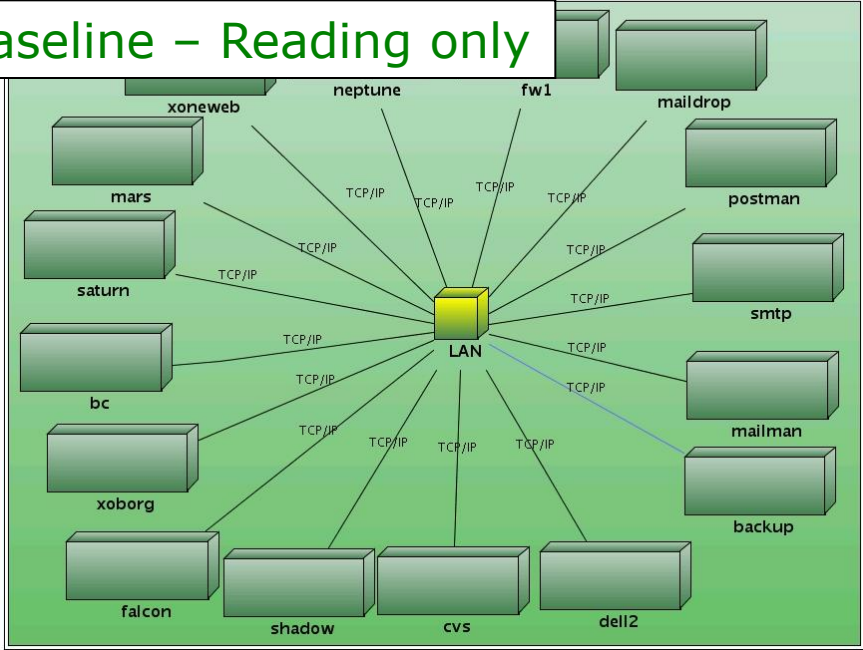 aseline – Reading only
neptune
fw1
maildrop
xoneweb
mars
postman
TCP/IP
TCP/IP
TCP/IP
TCP/IP
TCP/IP
TCP/IP
TCP/IP
saturn
TCP/IP
smtp
LAN
TCP/IP
TCP/IP
bc
TCP/IP
TCP/IP
mailman
TCP/IP
TCP/IP
TCP/IP
TCP/IP
xoborg
backup
falcon
shadow
cvs
dell2